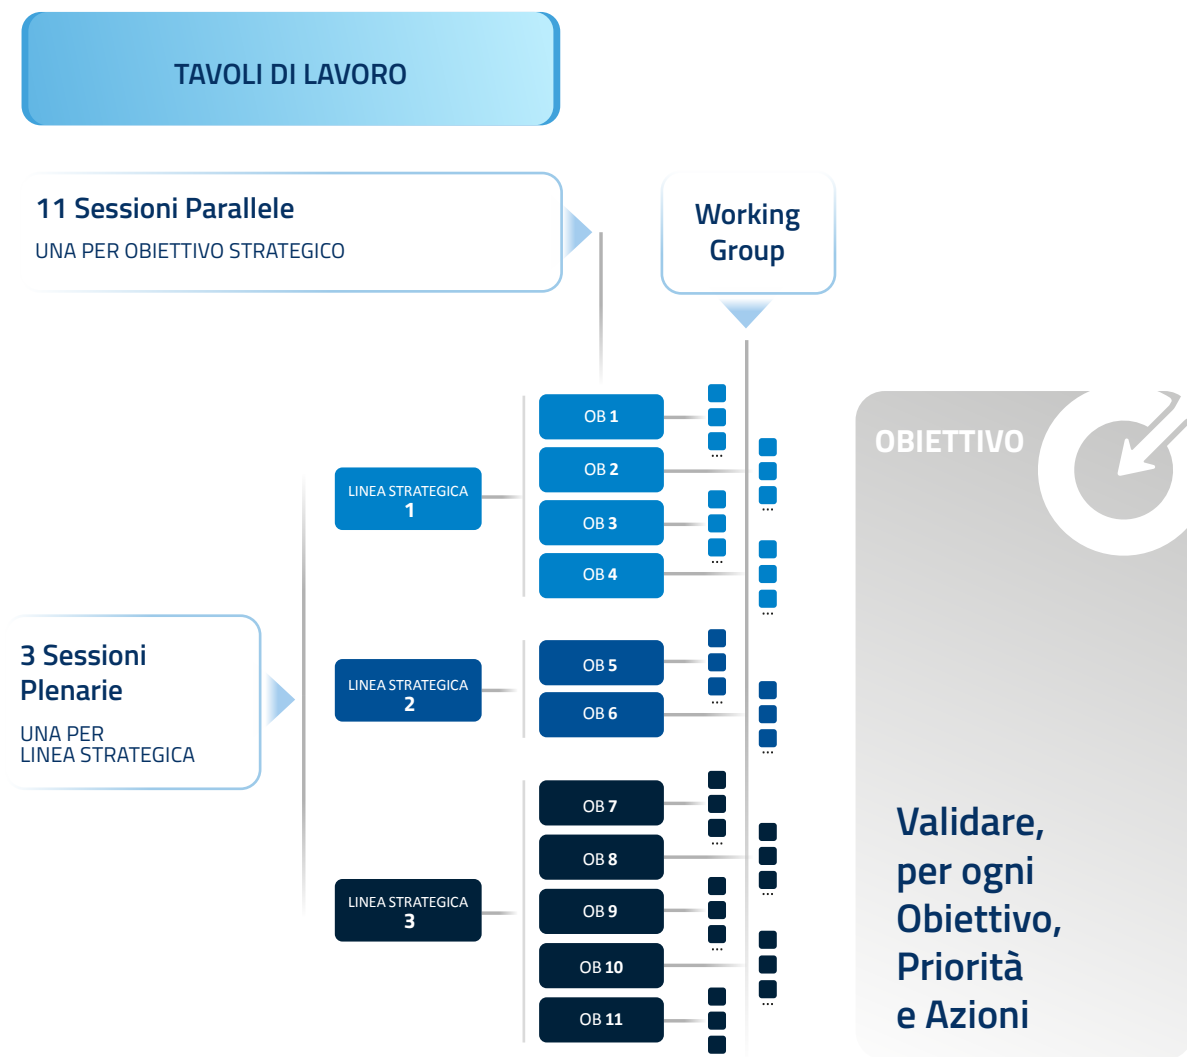 TAVOLI DI LAVORO
11 Sessioni Parallele
UNA PER OBIETTIVO STRATEGICO
Working
Group
3 Sessioni
Plenarie
UNA PER
LINEA STRATEGICA
LINEA STRATEGICA
1
OB 1
...
OB 2
...
OB 3
...
OB 4
...
LINEA STRATEGICA
2
OB 5
...
OB 6
...
LINEA STRATEGICA
3
OB 7
...
OB 8
...
OB 9
...
OB 10
...
OB 11
OBIETTIVO
Validare,
per ogni
Obiettivo,
Priorità
e Azioni